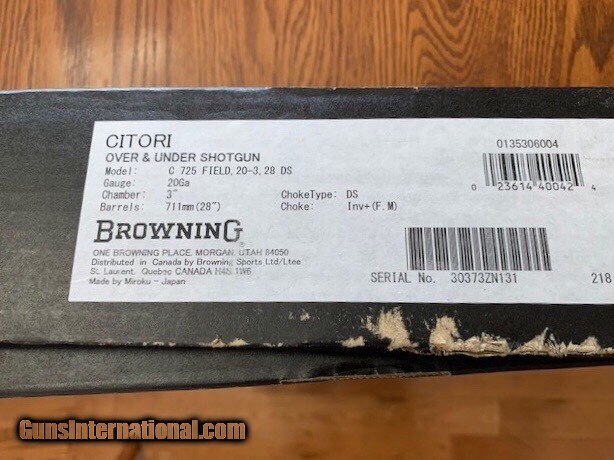 CITORI
OVER & UNDER SHOTGUN
Model: C 725 FIELD, 20-3, 28 DS
Gauge: 20Ga
Chamber: 3" ChokeType: DS
Barrels: 711mm(28") Choke: Inv+(F.M)
BROWNING®
ONE BROWNING PLACE, MORGAN, UTAH 84050
Distributed in Canada by Browning Sports Ltd/Ltee
St. Laurent, Quebec CANADA H4S 1W6
Made by Miroku - Japan
0135306004
0 23614 40042 4
SERIAL No. 30373ZN131 218
GunsInternational.com